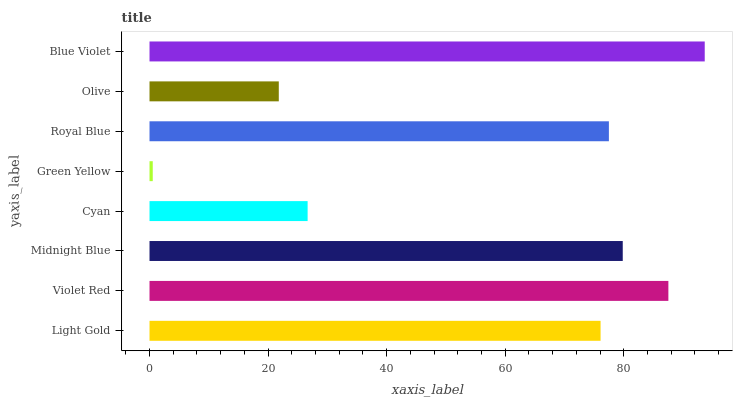 title
Blue Violet
Olive
Royal Blue
Green Yellow
Cyan
Midnight Blue
Violet Red
Light Gold
yaxis_label
0 20 40 60 80
xaxis_label